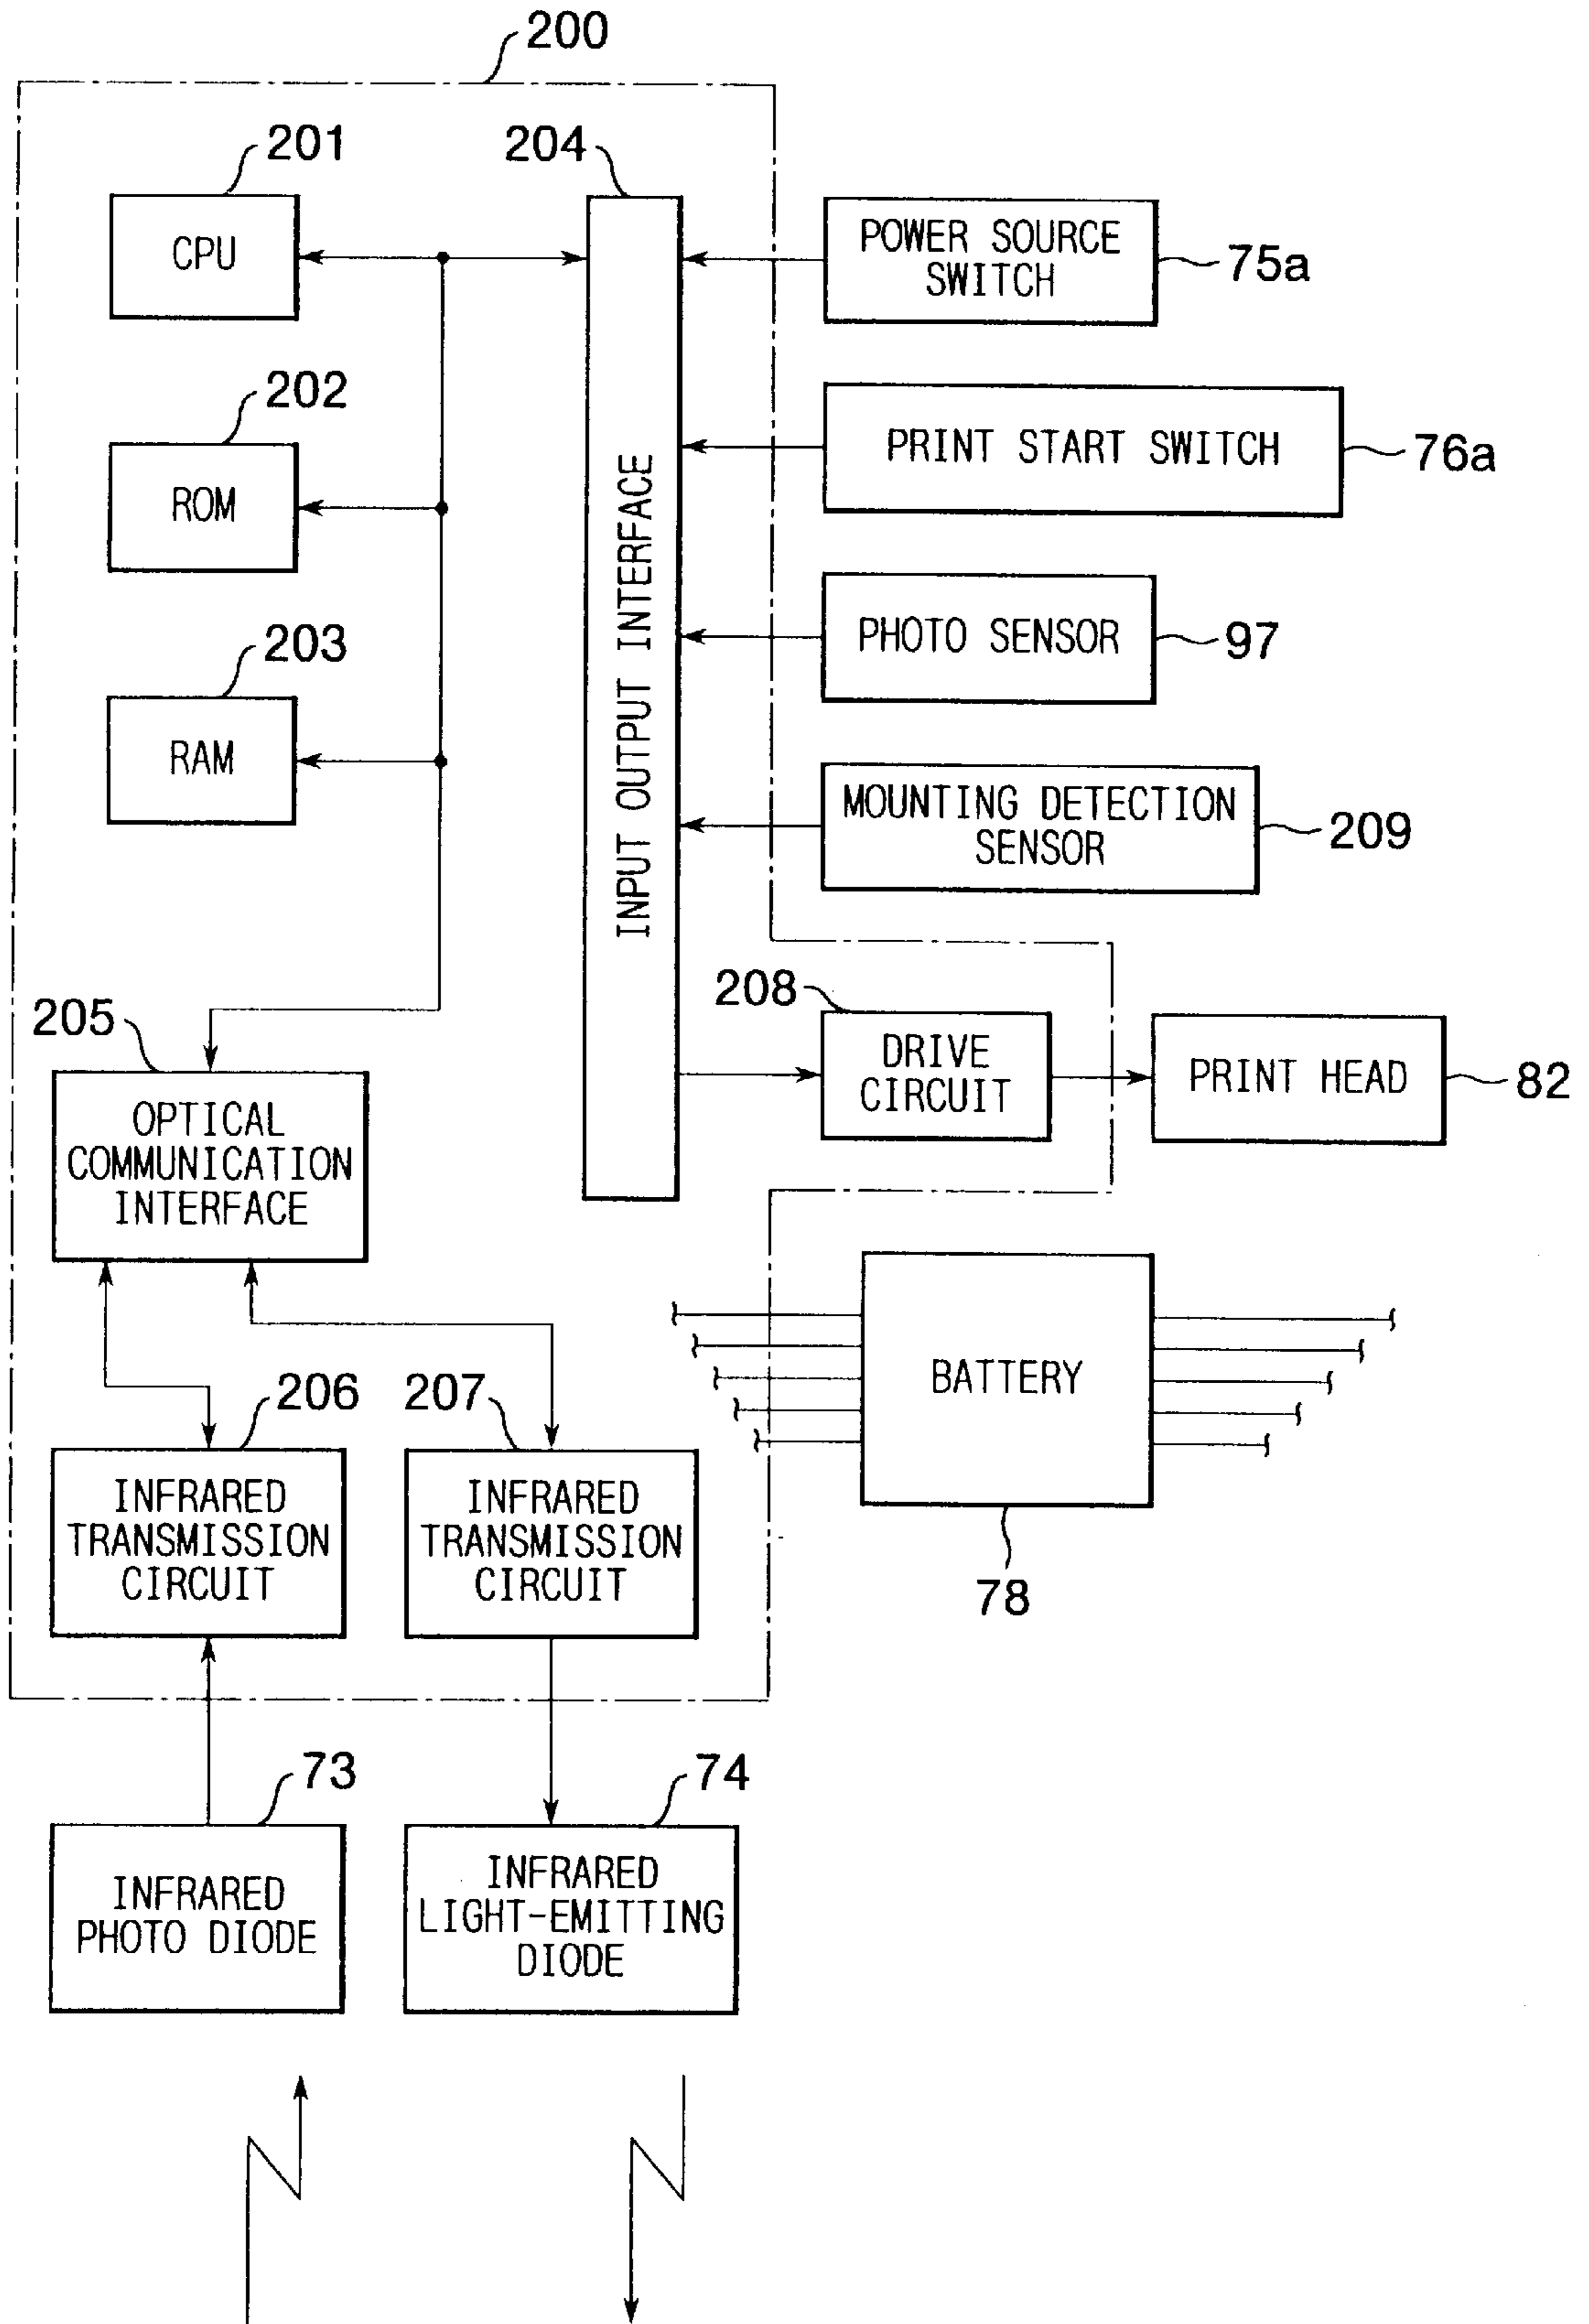 200
201
204
CPU
POWER SOURCE
SWITCH
75a
202
ROM
PRINT START SWITCH
76a
INPUT OUTPUT INTERFACE
203
RAM
PHOTO SENSOR
97
MOUNTING DETECTION
SENSOR
209
205
208
DRIVE
CIRCUIT
PRINT HEAD
82
OPTICAL
COMMUNICATION
INTERFACE
BATTERY
78
206
207
INFRARED
TRANSMISSION
CIRCUIT
INFRARED
TRANSMISSION
CIRCUIT
73
74
INFRARED
PHOTO DIODE
INFRARED
LIGHT-EMITTING
DIODE